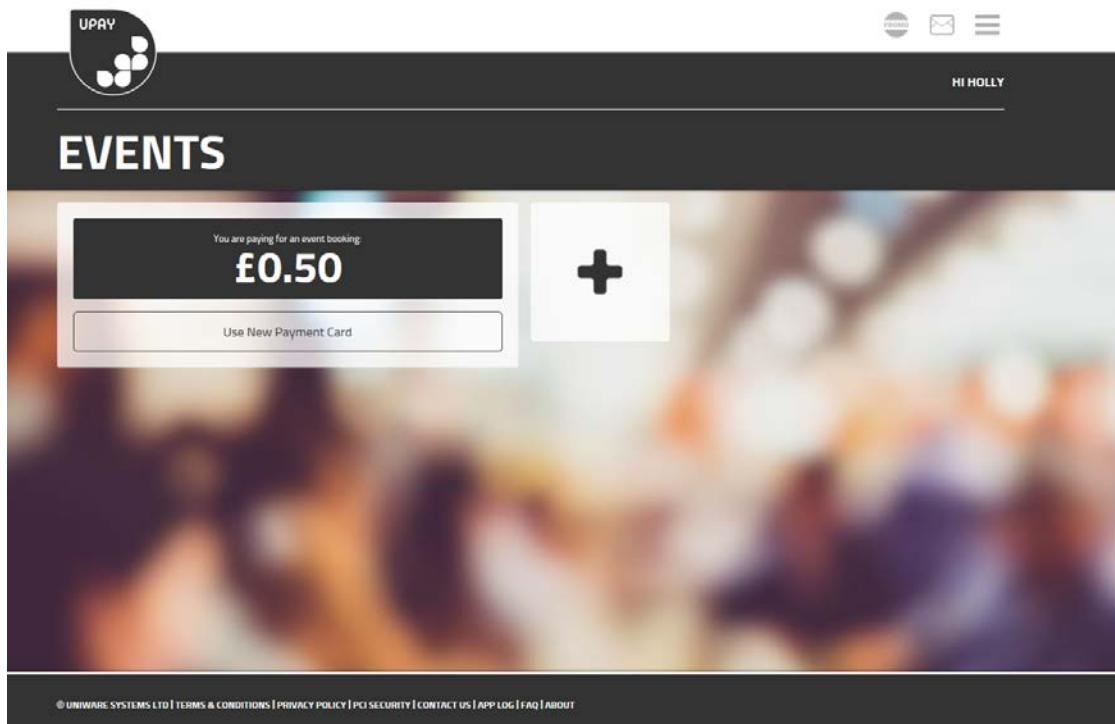 UPAY
PROMO
HI HOLLY
EVENTS
You are paying for an event booking:
£0.50
Use New Payment Card
© UNIWARE SYSTEMS LTD | TERMS & CONDITIONS | PRIVACY POLICY | PCI SECURITY | CONTACT US | APP LOG | FAQ | ABOUT